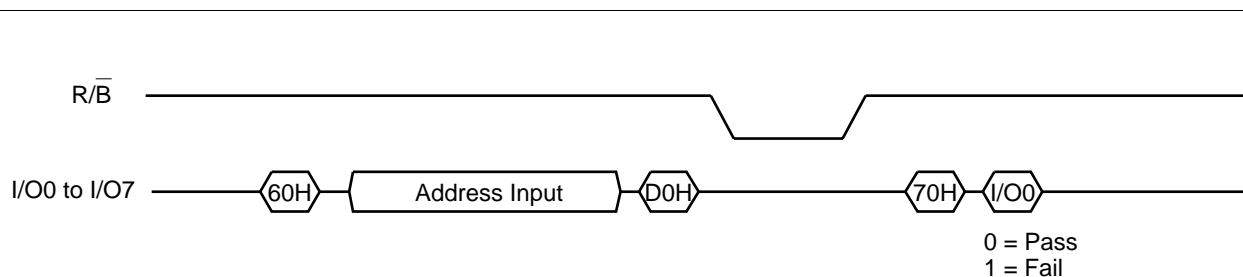 R/B̅
I/O0 to I/O7 60H Address Input D0H 70H I/O0
0 = Pass
1 = Fail